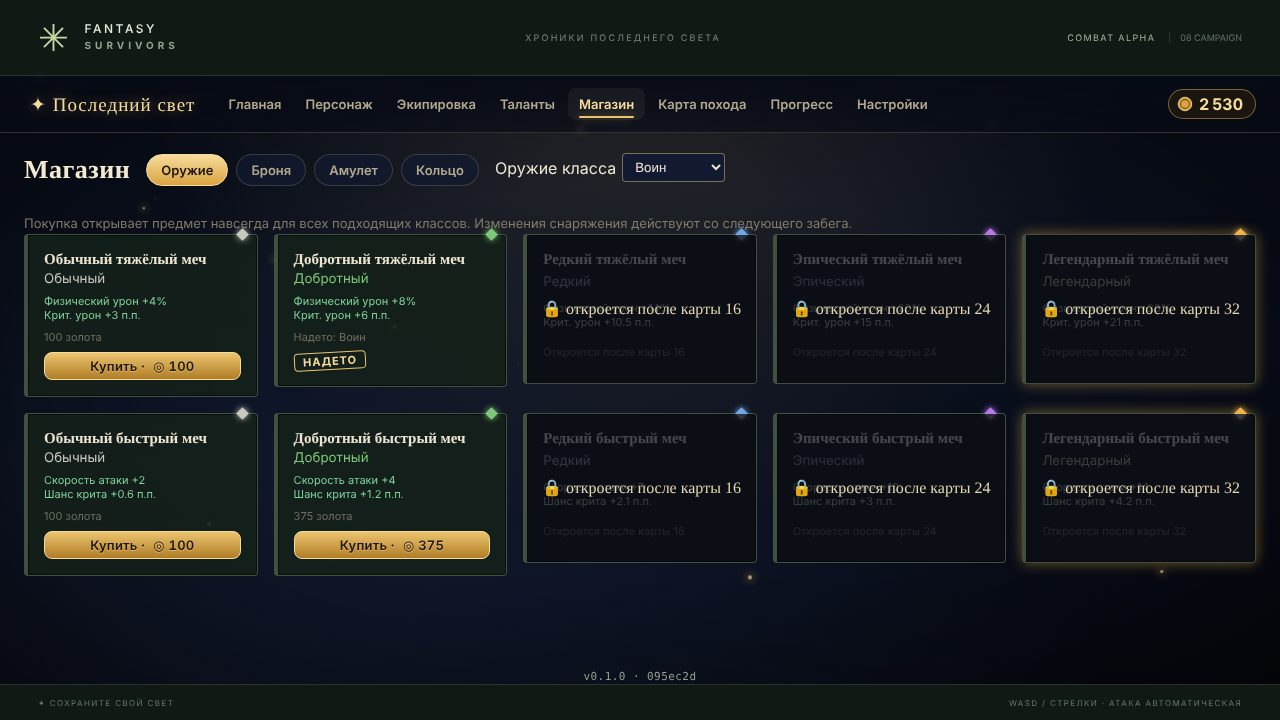 FANTASY
SURVIVORS
ХРОНИКИ ПОСЛЕДНЕГО СВЕТА
COMBAT ALPHA
08 CAMPAIGN
✦ Последний свет
Главная
Персонаж
Экипировка
Таланты
Магазин
Карта похода
Прогресс
Настройки
2 530
Магазин
Оружие
Броня
Амулет
Кольцо
Оружие класса
Воин
Покупка открывает предмет навсегда для всех подходящих классов. Изменения снаряжения действуют со следующего забега.
Обычный тяжёлый меч
Обычный
Физический урон +4%
Крит. урон +3 п.п.
100 золота
Купить · ◎ 100
Добротный тяжёлый меч
Добротный
Физический урон +8%
Крит. урон +6 п.п.
Надето: Воин
НАДЕТО
Редкий тяжёлый меч
Редкий
🔒 откроется после карты 16
Крит. урон +10.5 п.п.
Откроется после карты 16
Эпический тяжёлый меч
Эпический
🔒 откроется после карты 24
Крит. урон +15 п.п.
Откроется после карты 24
Легендарный тяжёлый меч
Легендарный
🔒 откроется после карты 32
Крит. урон +21 п.п.
Откроется после карты 32
Обычный быстрый меч
Обычный
Скорость атаки +2
Шанс крита +0.6 п.п.
100 золота
Купить · ◎ 100
Добротный быстрый меч
Добротный
Скорость атаки +4
Шанс крита +1.2 п.п.
375 золота
Купить · ◎ 375
Редкий быстрый меч
Редкий
🔒 откроется после карты 16
Шанс крита +2.1 п.п.
Откроется после карты 16
Эпический быстрый меч
Эпический
🔒 откроется после карты 24
Шанс крита +3 п.п.
Откроется после карты 24
Легендарный быстрый меч
Легендарный
🔒 откроется после карты 32
Шанс крита +4.2 п.п.
Откроется после карты 32
v0.1.0 · 095ec2d
✦ СОХРАНИТЕ СВОЙ СВЕТ
WASD / СТРЕЛКИ · АТАКА АВТОМАТИЧЕСКАЯ